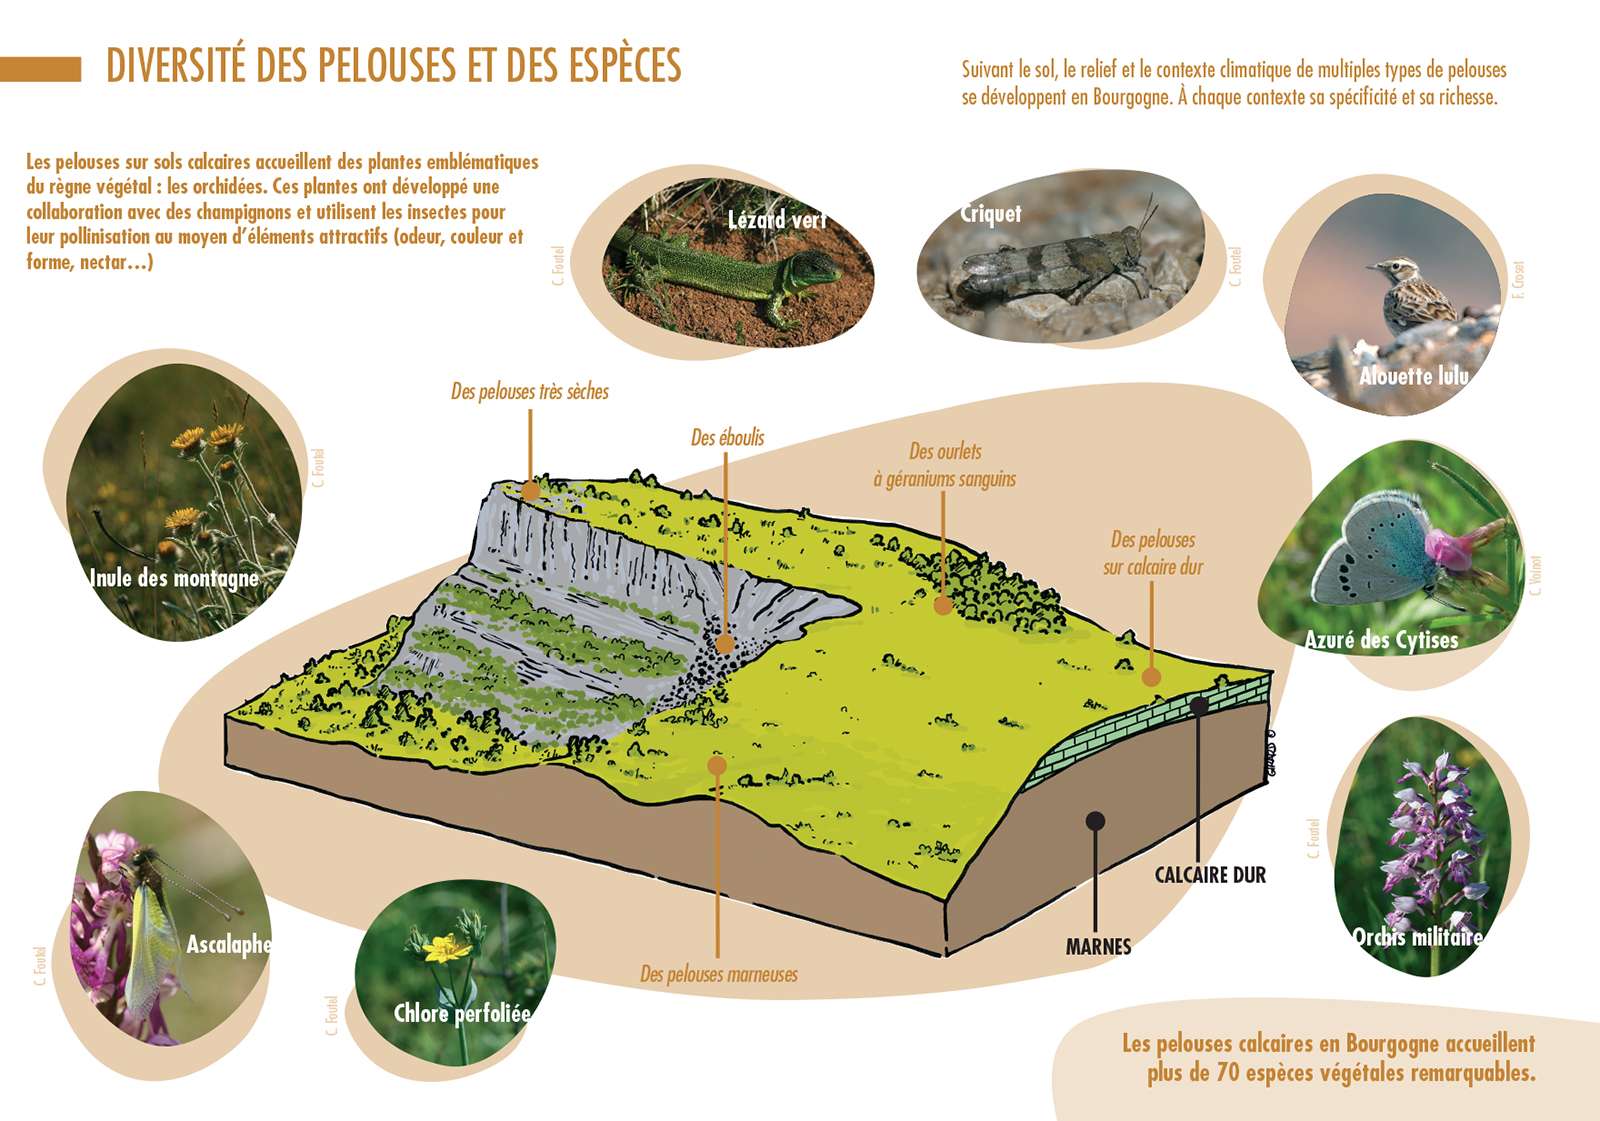 DIVERSITÉ DES PELOUSES ET DES ESPÈCES
Suivant le sol, le relief et le contexte climatique de multiples types de pelouses
se développent en Bourgogne. À chaque contexte sa spécificité et sa richesse.
Les pelouses sur sols calcaires accueillent des plantes emblématiques
du règne végétal : les orchidées. Ces plantes ont développé une
collaboration avec des champignons et utilisent les insectes pour
leur pollinisation au moyen d'éléments attractifs (odeur, couleur et
forme, nectar...)
Lézard vert
C. Foutel
Criquet
C. Foutel
Alouette lulu
F. Croset
Inule des montagne
C. Foutel
Des pelouses très sèches
Des éboulis
Des ourlets
à géraniums sanguins
Des pelouses
sur calcaire dur
Azuré des Cytises
C. Voinot
Orchis militaire
C. Foutel
CALCAIRE DUR
MARNES
Des pelouses marneuses
Ascalaphe
C. Foutel
Chlore perfoliée
C. Foutel
Les pelouses calcaires en Bourgogne accueillent
plus de 70 espèces végétales remarquables.